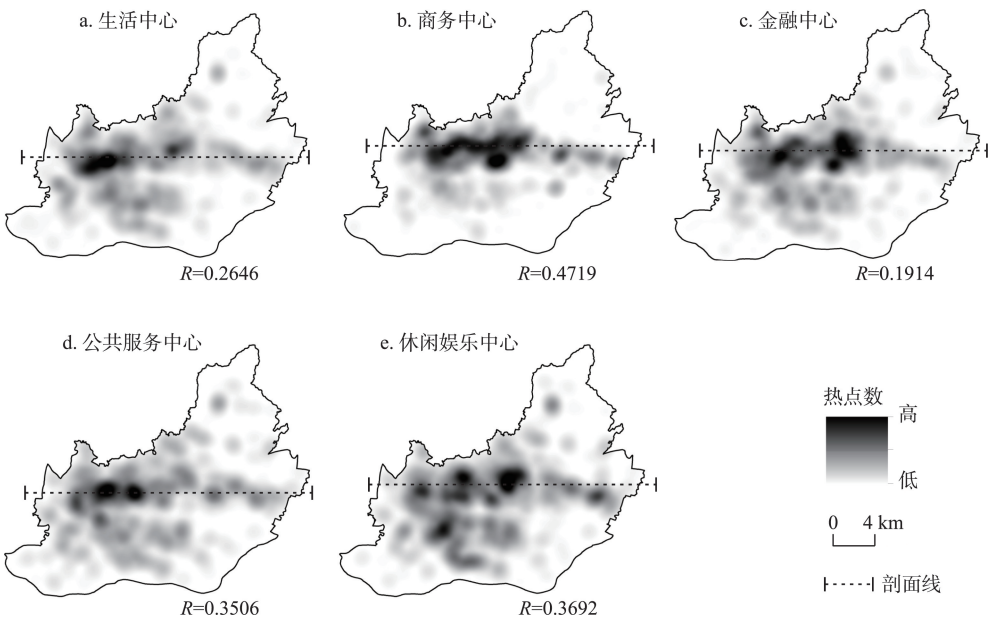 a. 生活中心
b. 商务中心
c. 金融中心
R=0.2646
R=0.4719
R=0.1914
d. 公共服务中心
e. 休闲娱乐中心
R=0.3506
R=0.3692
热点数
高
低
0 4 km
剖面线